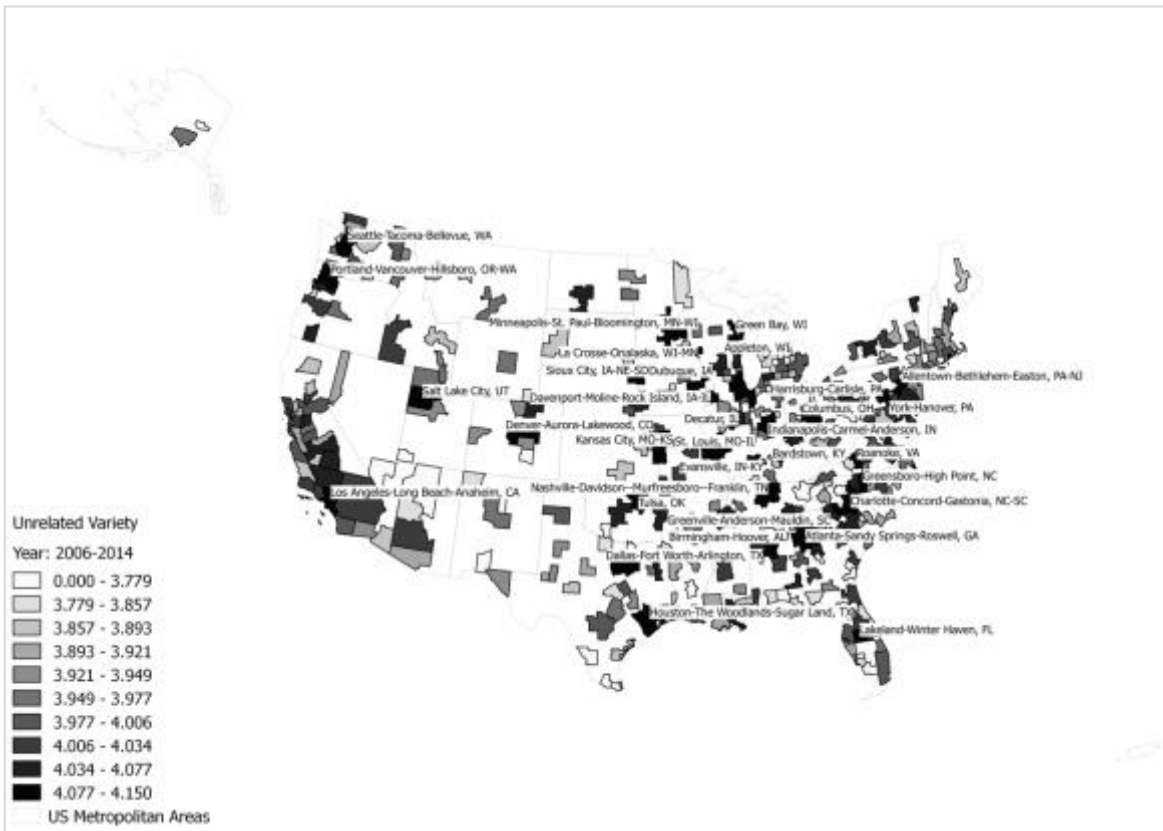 Seattle-Tacoma-Bellevue, WA
Portland-Vancouver-Hillsboro, OR-WA
Minneapolis-St. Paul-Bloomington, MN-WI
Green Bay, WI
La Crosse-Onalaska, WI-MN
Appleton, WI
Sioux City, IA-NE-SD
Dubuque, IA
Allentown-Bethlehem-Easton, PA-NJ
Salt Lake City, UT
Davenport-Moline-Rock Island, IA-IL
Harrisburg-Carlisle, PA
Columbus, OH
York-Hanover, PA
Denver-Aurora-Lakewood, CO
Decatur, IL
Indianapolis-Carmel-Anderson, IN
Kansas City, MO-KS
St. Louis, MO-IL
Bardstown, KY
Roanoke, VA
Evansville, IN-KY
Greensboro-High Point, NC
Los Angeles-Long Beach-Anaheim, CA
Nashville-Davidson--Murfreesboro--Franklin, TN
Tulsa, OK
Charlotte-Concord-Gastonia, NC-SC
Greenville-Anderson-Mauldin, SC
Birmingham-Hoover, AL
Atlanta-Sandy Springs-Roswell, GA
Dallas-Fort Worth-Arlington, TX
Houston-The Woodlands-Sugar Land, TX
Lakeland-Winter Haven, FL
Unrelated Variety
Year: 2006-2014
0.000 - 3.779
3.779 - 3.857
3.857 - 3.893
3.893 - 3.921
3.921 - 3.949
3.949 - 3.977
3.977 - 4.006
4.006 - 4.034
4.034 - 4.077
4.077 - 4.150
US Metropolitan Areas